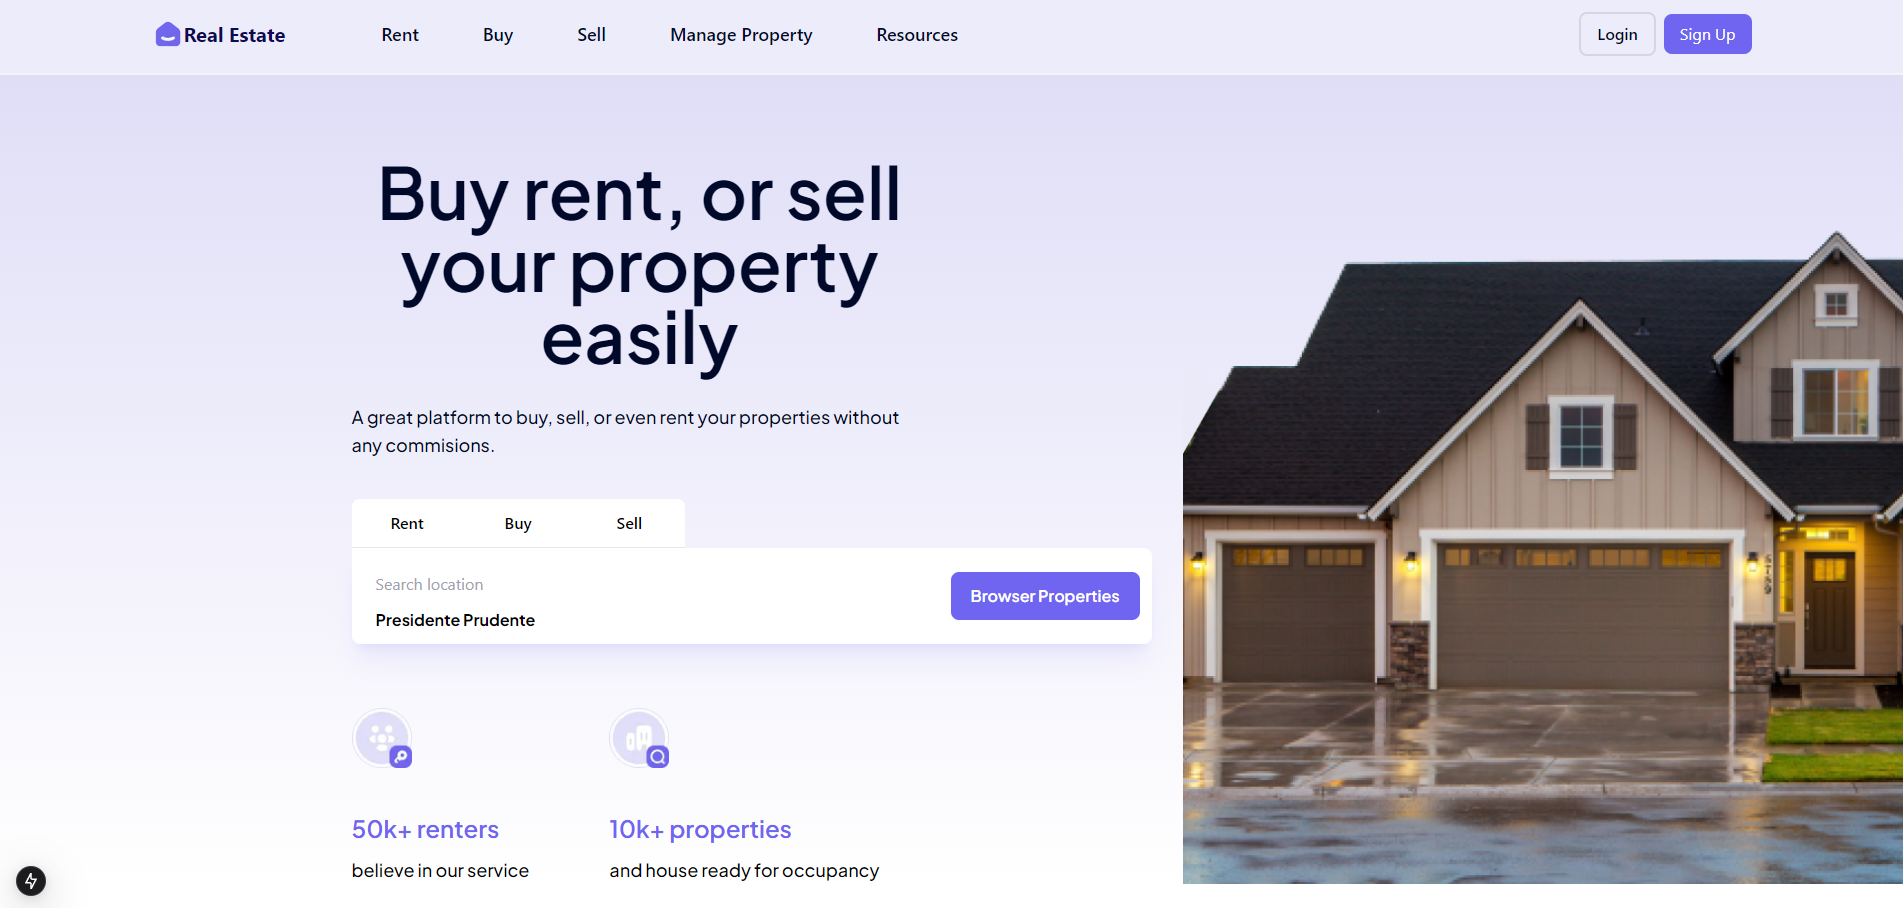 Real Estate
Rent
Buy
Sell
Manage Property
Resources
Login
Sign Up
Buy rent, or sell
your property
easily
A great platform to buy, sell, or even rent your properties without
any commisions.
Rent
Buy
Sell
Search location
Presidente Prudente
Browser Properties
50k+ renters
believe in our service
10k+ properties
and house ready for occupancy